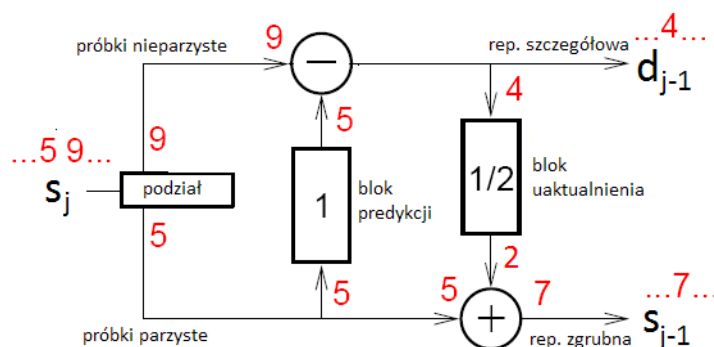 próbki nieparzyste
9
−
rep. szczegółowa
...4...
d j-1
...5 9...
s j
9
podział
5
5
1
blok
predykcji
5
4
1/2
blok
uaktualnienia
2
5
+
7
...7...
s j-1
próbki parzyste
rep. zgrubna